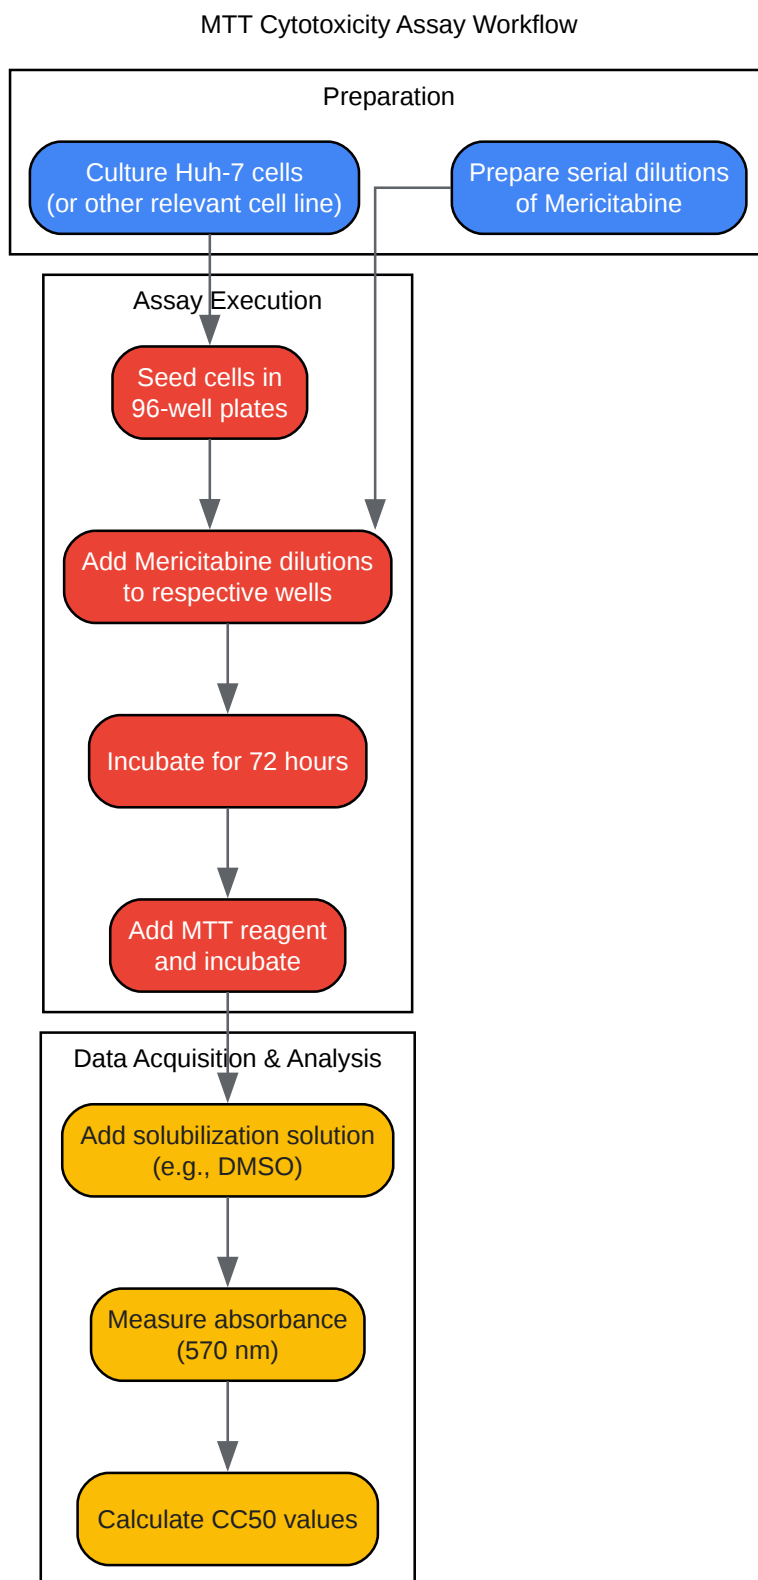 MTT Cytotoxicity Assay Workflow
Preparation
Culture Huh-7 cells
(or other relevant cell line)
Prepare serial dilutions
of Mericitabine
Assay Execution
Seed cells in
96-well plates
Add Mericitabine dilutions
to respective wells
Incubate for 72 hours
Add MTT reagent
and incubate
Data Acquisition & Analysis
Add solubilization solution
(e.g., DMSO)
Measure absorbance
(570 nm)
Calculate CC50 values